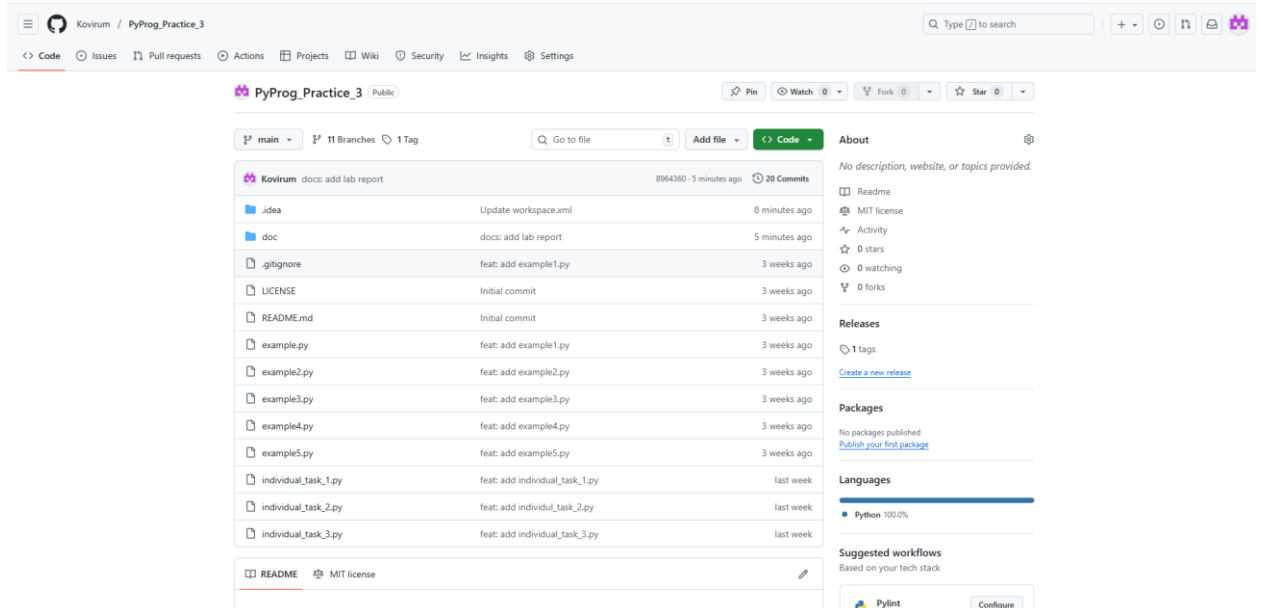 Kovirum / PyProg_Practice_3
Type / to search
Code Issues Pull requests Actions Projects Wiki Security Insights Settings
PyProg_Practice_3 Public
Pin Watch 0 Fork 0 Star 0
main 11 Branches 1 Tag Go to file t Add file Code
Kovirum docs: add lab report 8964360 · 5 minutes ago 20 Commits
.idea Update workspace.xml 8 minutes ago
doc docs: add lab report 5 minutes ago
.gitignore feat: add example1.py 3 weeks ago
LICENSE Initial commit 3 weeks ago
README.md Initial commit 3 weeks ago
example.py feat: add example1.py 3 weeks ago
example2.py feat: add example2.py 3 weeks ago
example3.py feat: add example3.py 3 weeks ago
example4.py feat: add example4.py 3 weeks ago
example5.py feat: add example5.py 3 weeks ago
individual_task_1.py feat: add individual_task_1.py last week
individual_task_2.py feat: add individul_task_2.py last week
individual_task_3.py feat: add individual_task_3.py last week
README MIT license
About
No description, website, or topics provided.
Readme
MIT license
Activity
0 stars
0 watching
0 forks
Releases
1 tags
Create a new release
Packages
No packages published
Publish your first package
Languages
Python 100.0%
Suggested workflows
Based on your tech stack
Pylint Configure